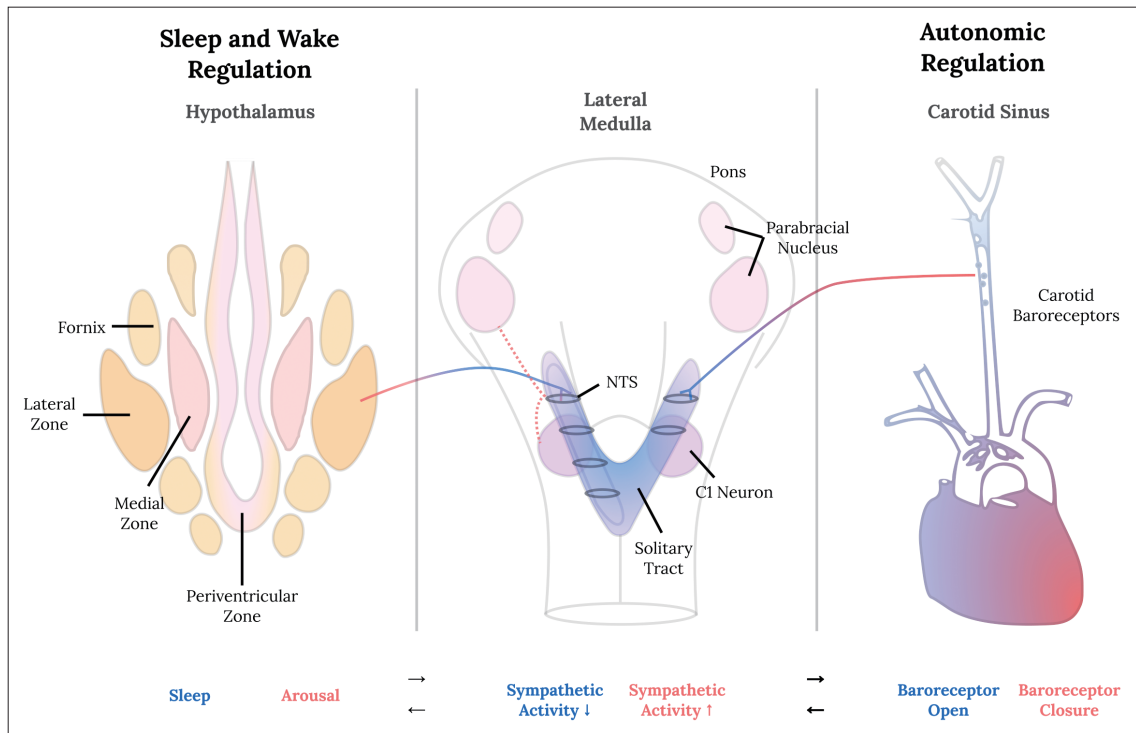 Sleep and Wake
Regulation
Hypothalamus
Fornix
Lateral
Zone
Medial
Zone
Periventricular
Zone
Lateral
Medulla
Pons
Parabracial
Nucleus
NTS
C1 Neuron
Solitary
Tract
Autonomic
Regulation
Carotid Sinus
Carotid
Baroreceptors
Sleep
Arousal
→
←
Sympathetic
Activity ↓
Sympathetic
Activity ↑
→
←
Baroreceptor
Open
Baroreceptor
Closure